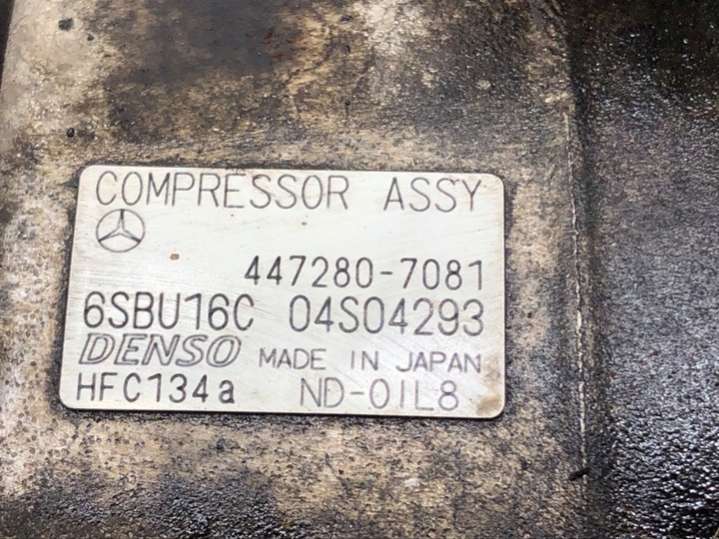 COMPRESSOR ASSY
447280-7081
6SBU16C 04S04293
DENSO MADE IN JAPAN
HFC134a ND-OIL8